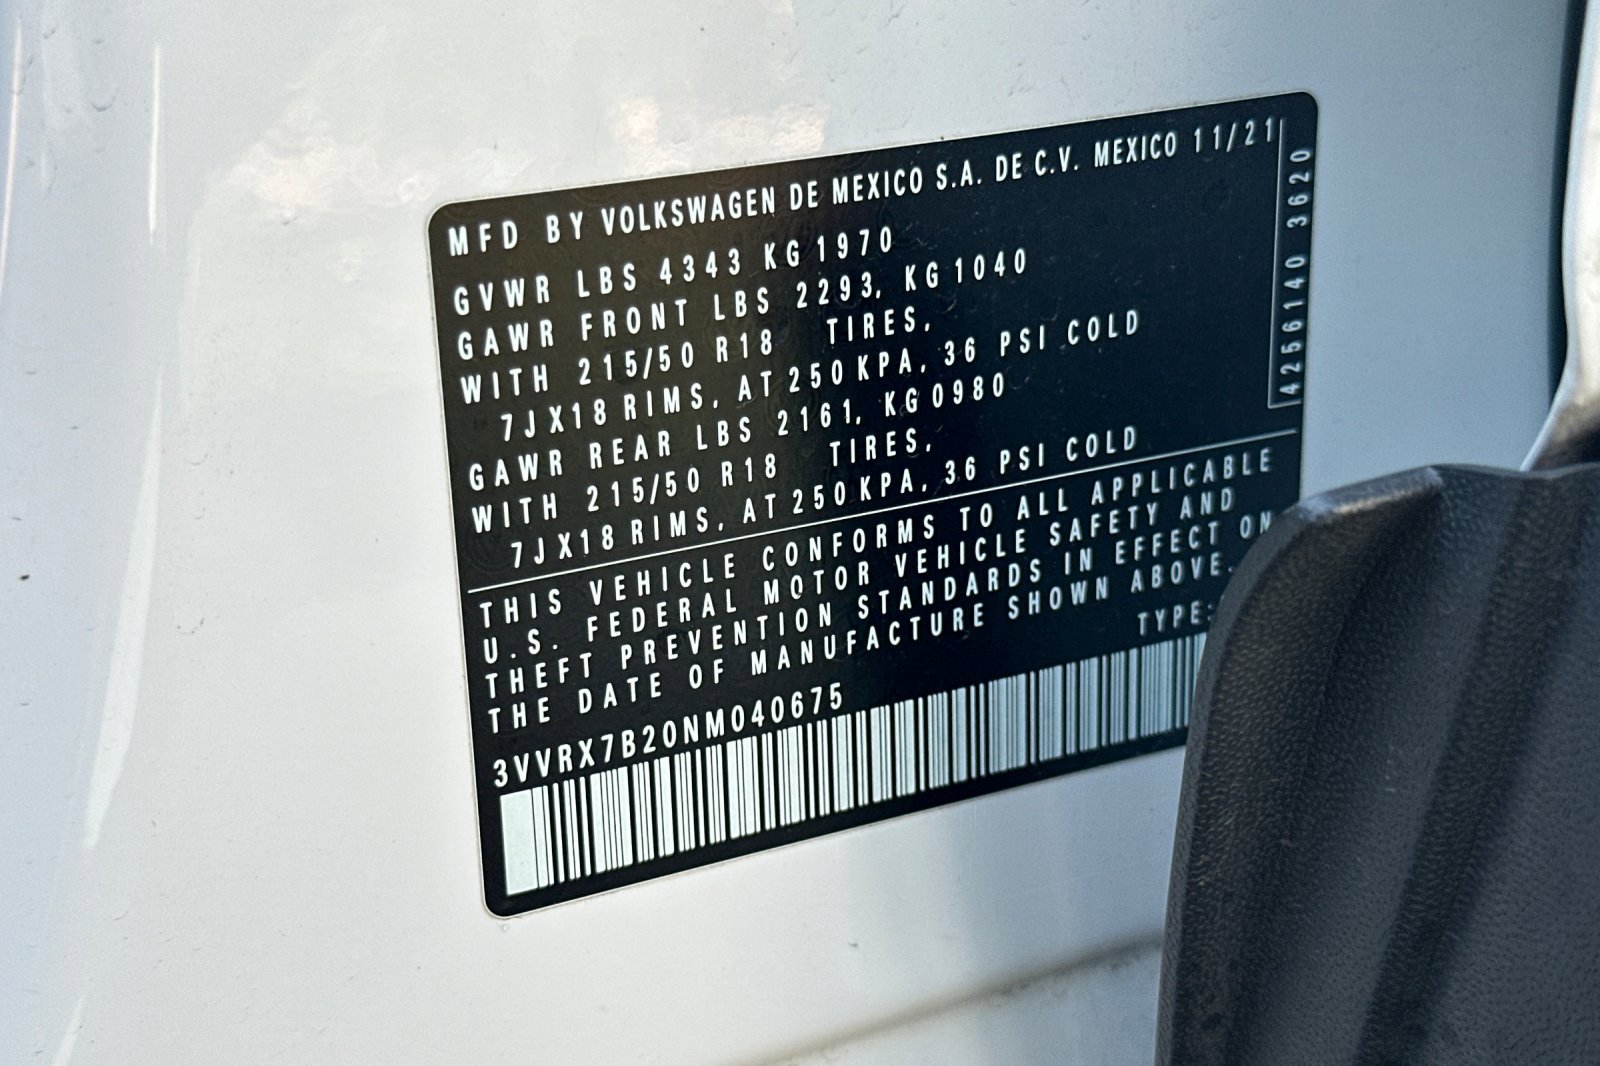 MFD BY VOLKSWAGEN DE MEXICO S.A. DE C.V. MEXICO 11/21
GVWR LBS 4343 KG 1970
GAWR FRONT LBS 2293, KG 1040
WITH 215/50 R18 TIRES,
7JX18 RIMS, AT 250 KPA, 36 PSI COLD
GAWR REAR LBS 2161, KG 0980
WITH 215/50 R18 TIRES,
7JX18 RIMS, AT 250 KPA, 36 PSI COLD
4256140 3620
THIS VEHICLE CONFORMS TO ALL APPLICABLE
U.S. FEDERAL MOTOR VEHICLE SAFETY AND
THEFT PREVENTION STANDARDS IN EFFECT ON
THE DATE OF MANUFACTURE SHOWN ABOVE.
TYPE:
3VVRX7B20NM040675